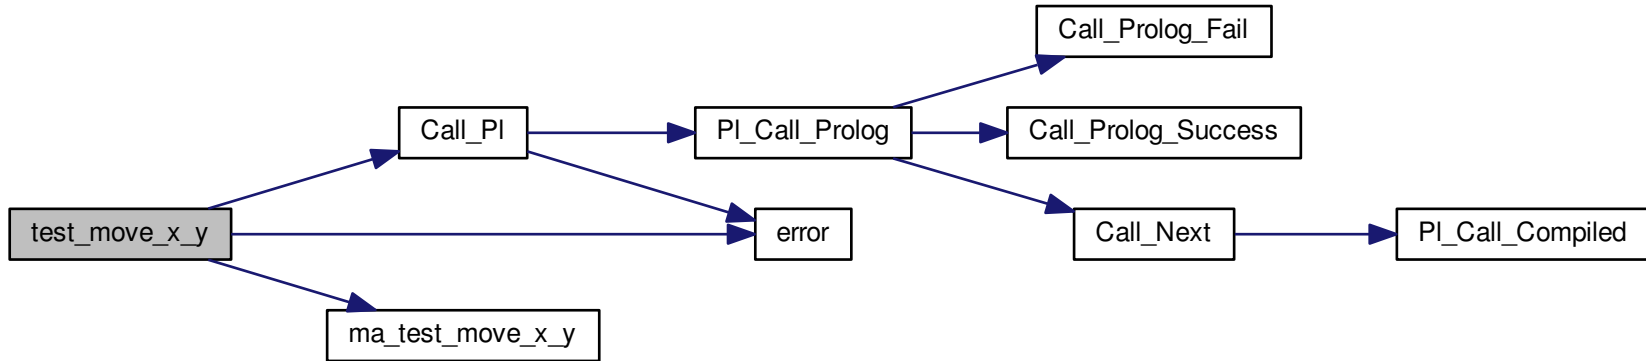 Call_Prolog_Fail
Call_Pl
Pl_Call_Prolog
Call_Prolog_Success
test_move_x_y
error
Call_Next
Pl_Call_Compiled
ma_test_move_x_y